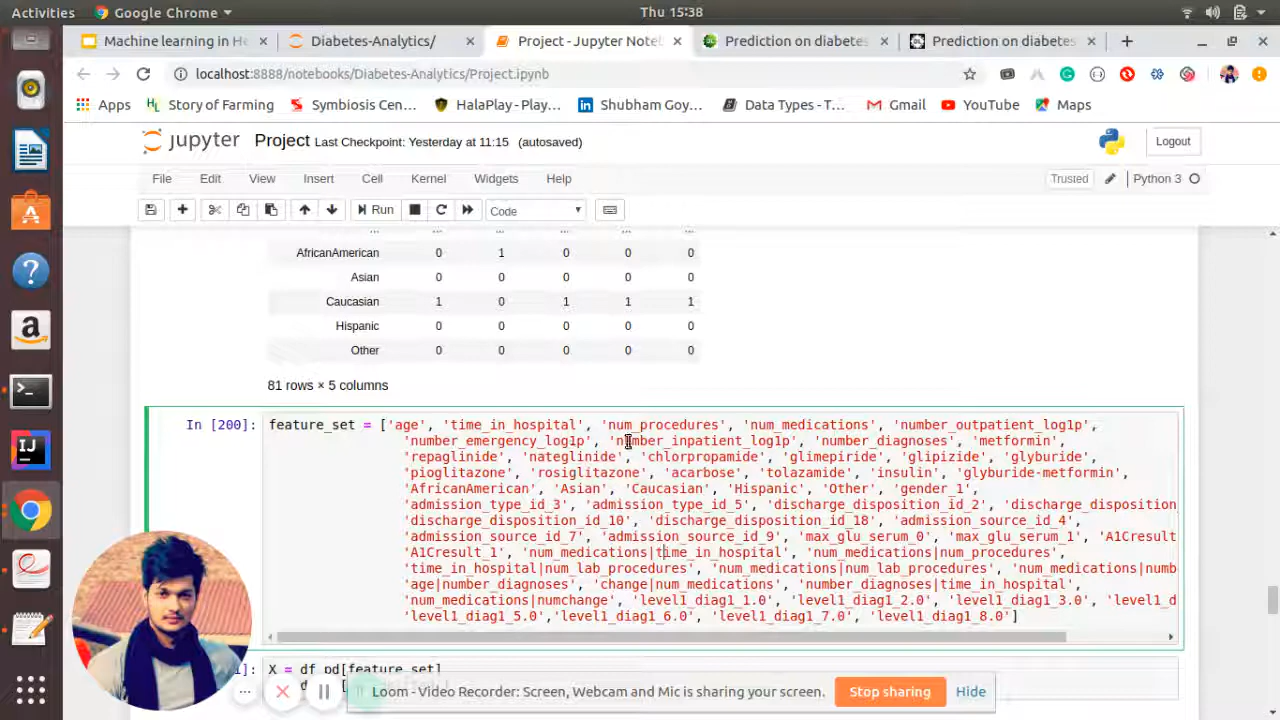 Activities Google Chrome Thu 15:38
Machine learning in He Diabetes-Analytics/ Project - Jupyter Note Prediction on diabetes Prediction on diabetes
localhost:8888/notebooks/Diabetes-Analytics/Project.ipynb
Apps Story of Farming Symbiosis Cen... HalaPlay - Play... Shubham Goy... Data Types - T... Gmail YouTube Maps
jupyter Project Last Checkpoint: Yesterday at 11:15 (autosaved) Logout
File Edit View Insert Cell Kernel Widgets Help Trusted Python 3
Run Code
AfricanAmerican 0 1 0 0 0
Asian 0 0 0 0 0
Caucasian 1 0 1 1 1
Hispanic 0 0 0 0 0
Other 0 0 0 0 0
81 rows × 5 columns
In [200]: feature_set = ['age', 'time_in_hospital', 'num_procedures', 'num_medications', 'number_outpatient_log1p',
'number_emergency_log1p', 'number_inpatient_log1p', 'number_diagnoses', 'metformin',
'repaglinide', 'nateglinide', 'chlorpropamide', 'glimepiride', 'glipizide', 'glyburide',
'pioglitazone', 'rosiglitazone', 'acarbose', 'tolazamide', 'insulin', 'glyburide-metformin',
'AfricanAmerican', 'Asian', 'Caucasian', 'Hispanic', 'Other', 'gender_1',
'admission_type_id_3', 'admission_type_id_5', 'discharge_disposition_id_2', 'discharge_disposition
'discharge_disposition_id_10', 'discharge_disposition_id_18', 'admission_source_id_4',
'admission_source_id_7', 'admission_source_id_9', 'max_glu_serum_0', 'max_glu_serum_1', 'A1Cresult
'A1Cresult_1', 'num_medications|time_in_hospital', 'num_medications|num_procedures',
'time_in_hospital|num_lab_procedures', 'num_medications|num_lab_procedures', 'num_medications|numb
'age|number_diagnoses', 'change|num_medications', 'number_diagnoses|time_in_hospital',
'num_medications|numchange', 'level1_diag1_1.0', 'level1_diag1_2.0', 'level1_diag1_3.0', 'level1_d
'level1_diag1_5.0','level1_diag1_6.0', 'level1_diag1_7.0', 'level1_diag1_8.0']
X = df_pd[feature_set]
Loom - Video Recorder: Screen, Webcam and Mic is sharing your screen. Stop sharing Hide